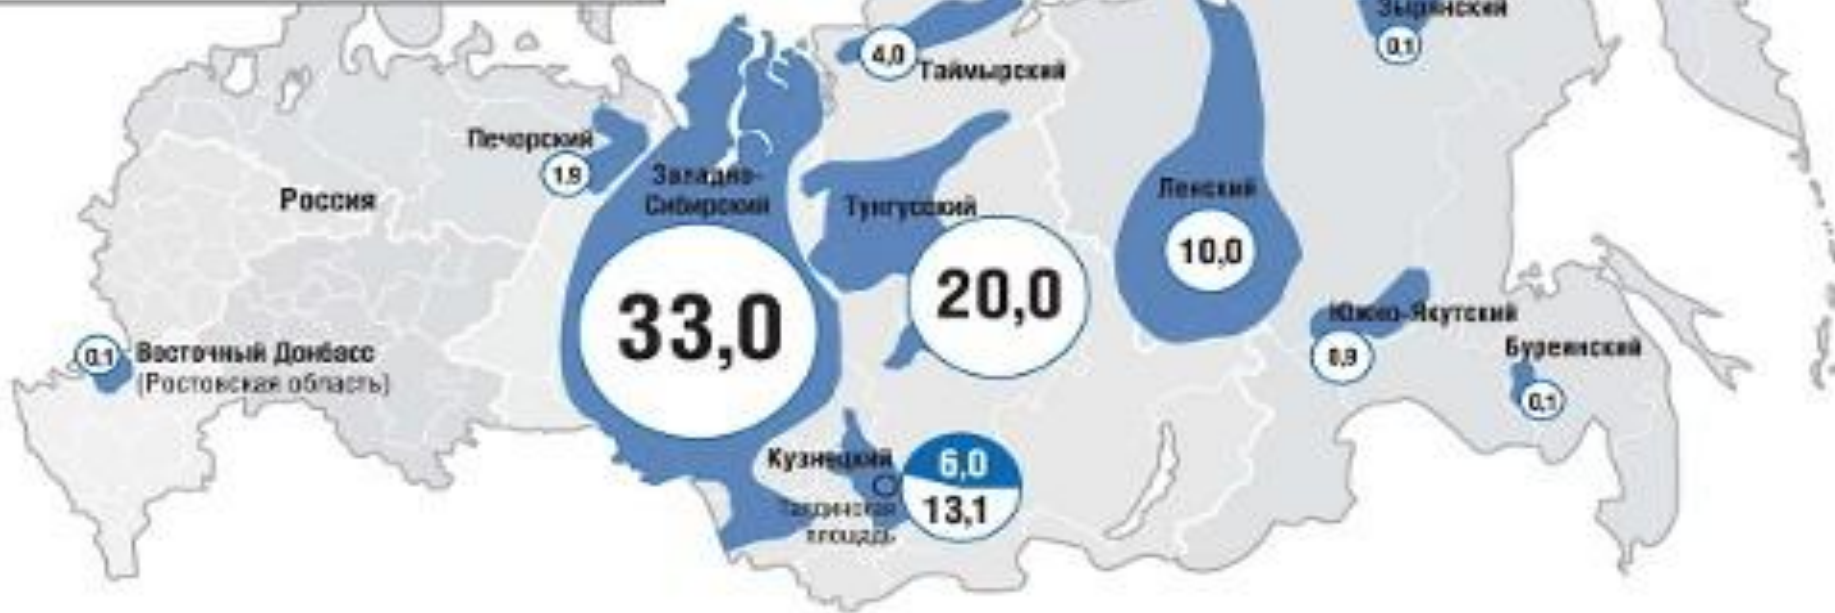 Зырянский
0,1
4,0
Таймырский
Печорский
1,9
Россия
Западно-
Сибирский
33,0
Тунгусский
20,0
Ленский
10,0
Южно-Якутский
0,9
Буреинский
0,1
0,1
Восточный Донбасс
(Ростовская область)
Кузнецкий
6,0
13,1
Талдинская
площадь